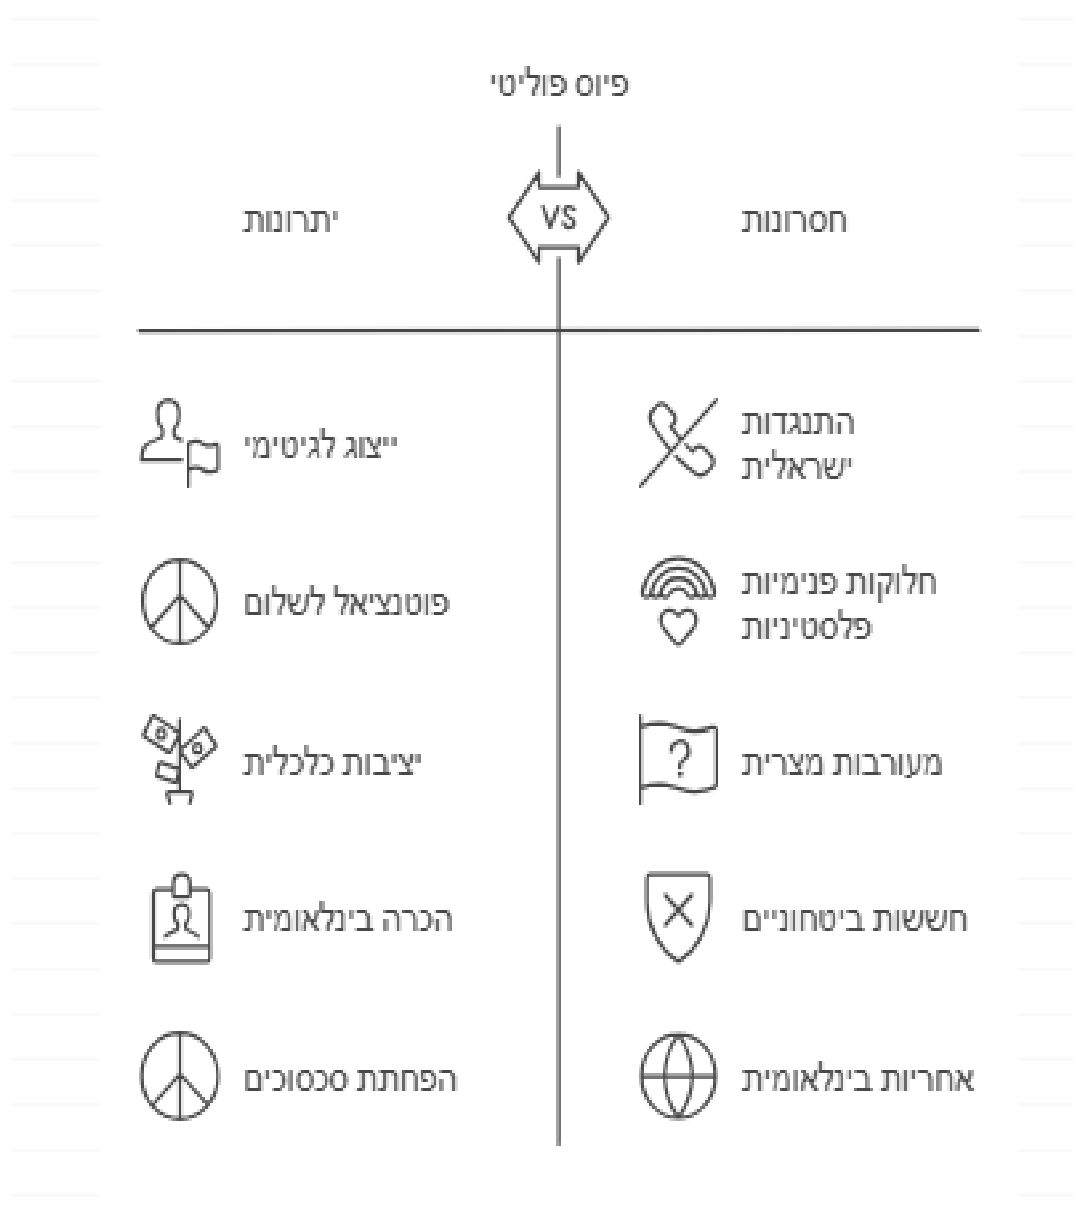 פיוס פוליטי
חסרונות
VS
יתרונות
התנגדות
ישראלית
ייצוג לגיטימי
חלוקות פנימיות
פלסטיניות
פוטנציאל לשלום
?
מעורבות מצרית
יציבות כלכלית
חששות ביטחוניים
הכרה בינלאומית
אחריות בינלאומית
הפחתת סכסוכים